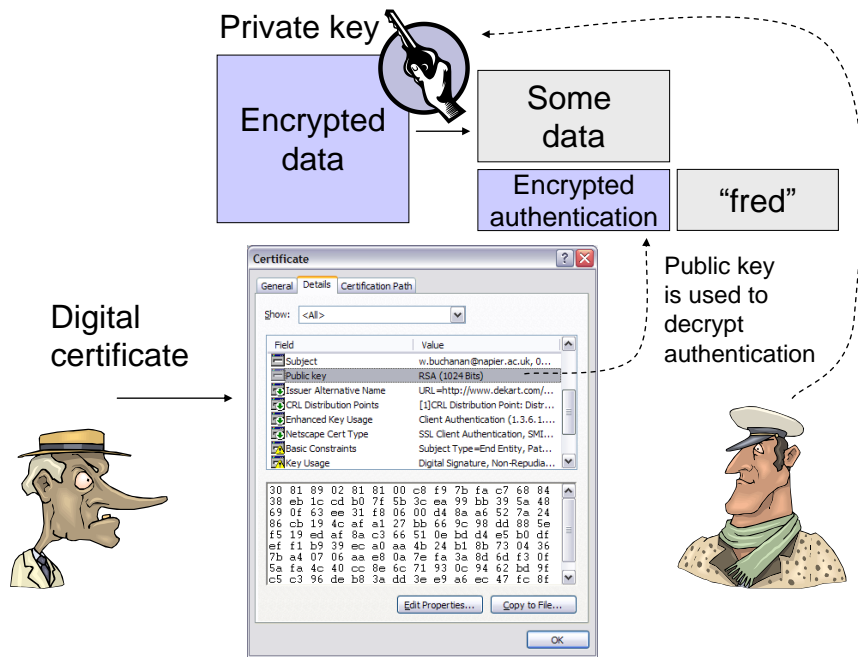 Private key
Encrypted
data
Some
data
Encrypted
authentication
“fred”
Public key
is used to
decrypt
authentication
Digital
certificate
Certificate
General Details Certification Path
Show: <All>
Field Value
Subject w.buchanan@napier.ac.uk, 0...
Public key RSA (1024 Bits)
Issuer Alternative Name URL=http://www.dekart.com/...
CRL Distribution Points [1]CRL Distribution Point: Distr...
Enhanced Key Usage Client Authentication (1.3.6.1....
Netscape Cert Type SSL Client Authentication, SMI...
Basic Constraints Subject Type=End Entity, Pat...
Key Usage Digital Signature, Non-Repudia...
30 81 89 02 81 81 00 c8 f9 7b fa c7 68 84
38 eb 1c cd b0 7f 5b 3c ea 99 bb 39 5a 48
69 0f 63 ee 31 f8 06 00 d4 8a a6 52 7a 24
86 cb 19 4c af a1 27 bb 66 9c 98 dd 88 5e
f5 19 ed af 8a c3 66 51 0e bd d4 e5 b0 df
ef f1 b9 39 ec a0 aa 4b 24 b1 8b 73 04 36
7b a4 07 06 aa e8 0a 7e fa 3a 8d 6d f3 0f
5a fa 4c 40 cc 8e 6c 71 93 0c 94 62 bd 9f
c5 c3 96 de b8 3a dd 3e e9 a6 ec 47 fc 8f
Edit Properties... Copy to File...
OK